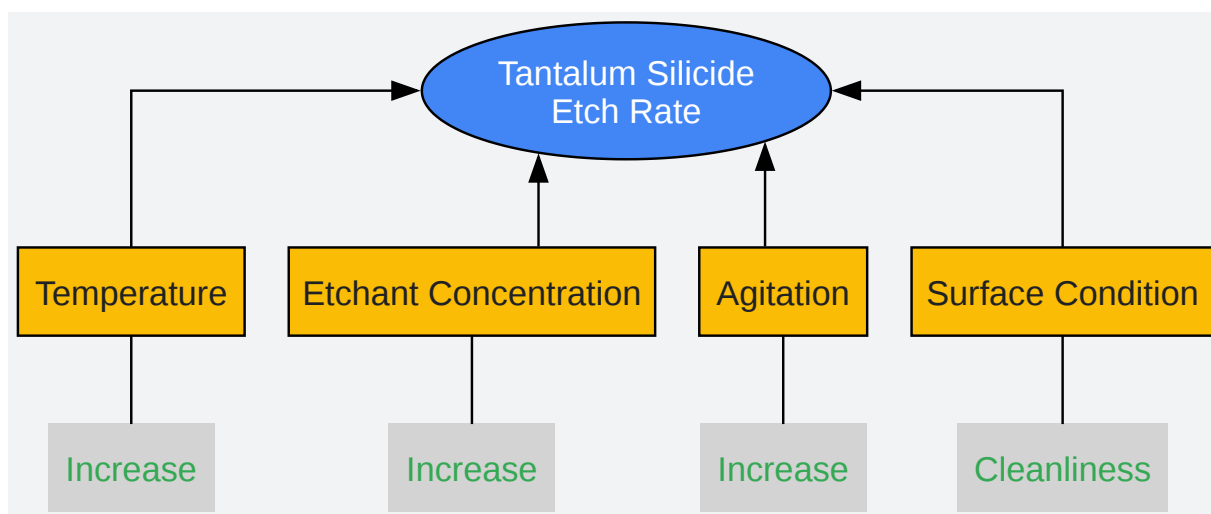 Tantalum Silicide
Etch Rate
Temperature
Etchant Concentration
Agitation
Surface Condition
Increase
Increase
Increase
Cleanliness